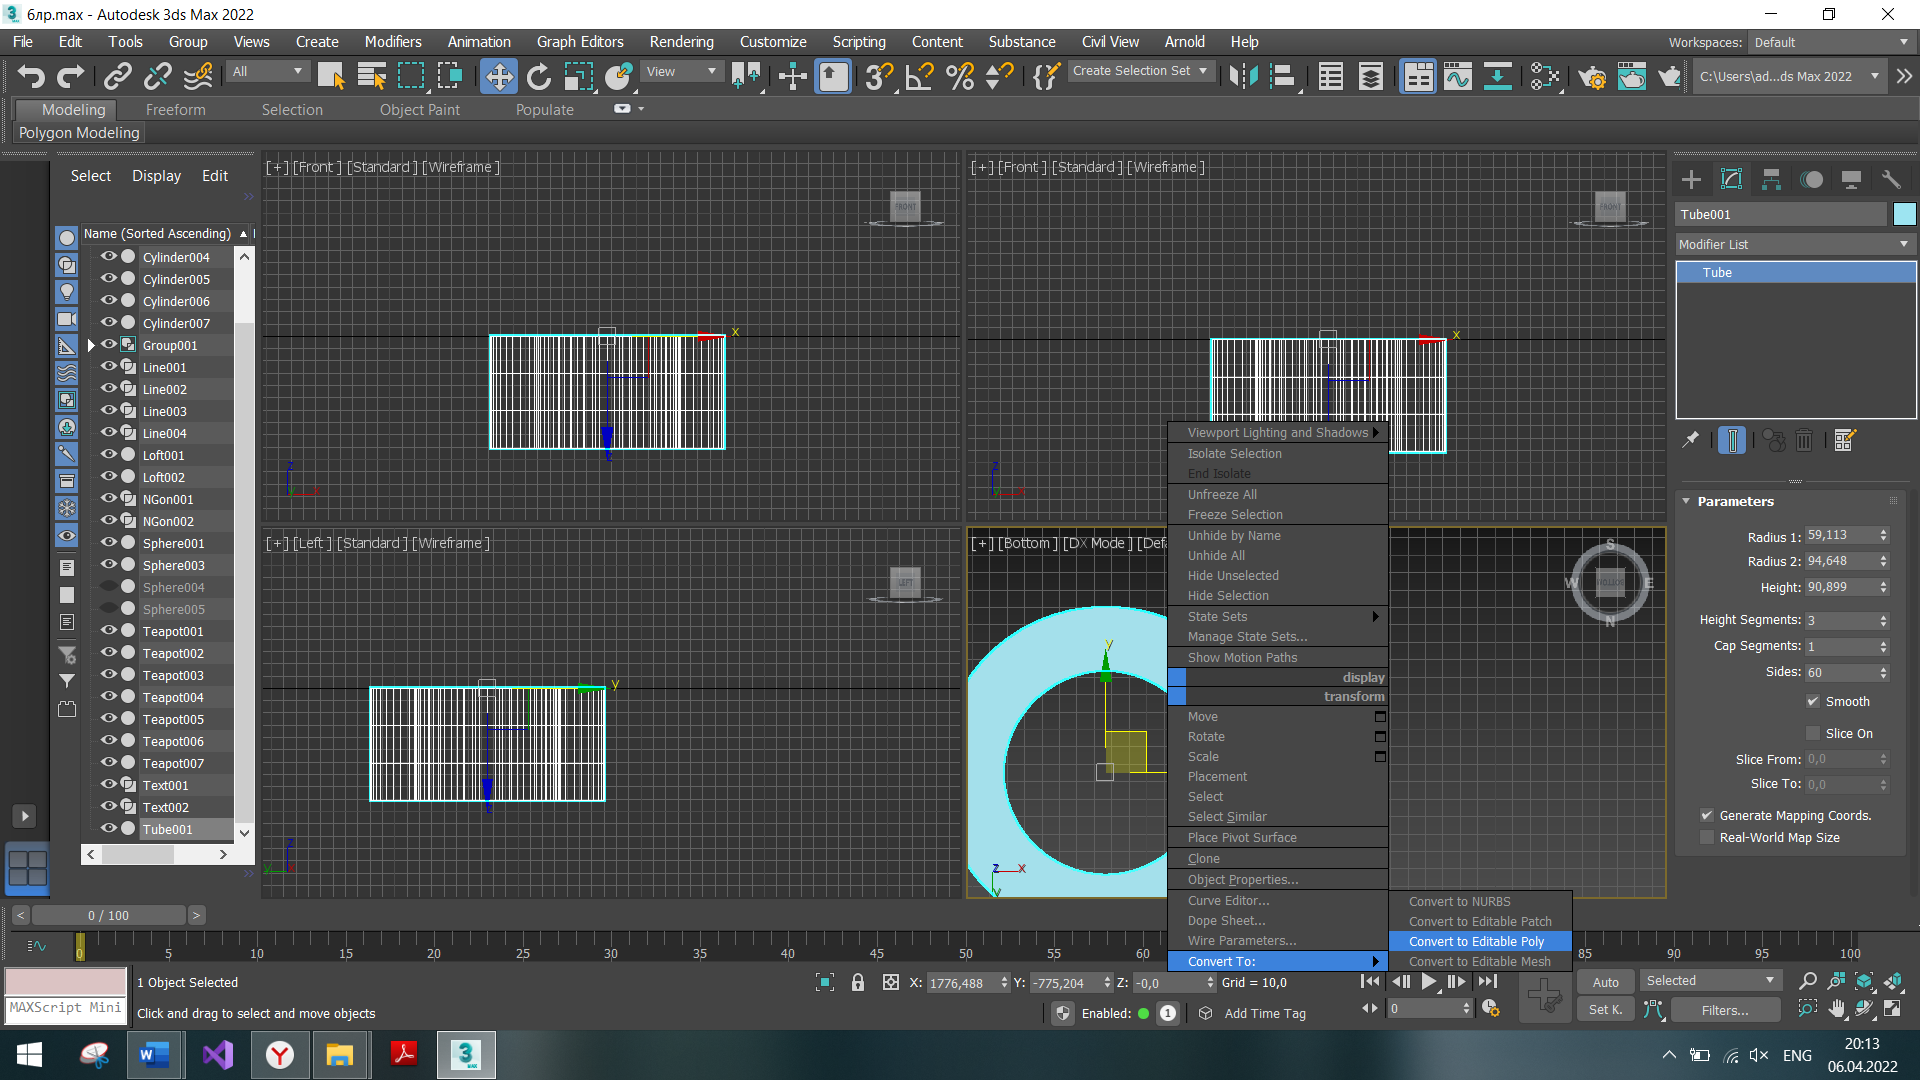 6лр.max - Autodesk 3ds Max 2022
File Edit Tools Group Views Create Modifiers Animation Graph Editors Rendering Customize Scripting Content Substance Civil View Arnold Help Workspaces: Default
All View Create Selection Set C:\Users\ad...ds Max 2022
Modeling Freeform Selection Object Paint Populate
Polygon Modeling
Select Display Edit
Name (Sorted Ascending)
Cylinder004
Cylinder005
Cylinder006
Cylinder007
Group001
Line001
Line002
Line003
Line004
Loft001
Loft002
NGon001
NGon002
Sphere001
Sphere003
Sphere004
Sphere005
Teapot001
Teapot002
Teapot003
Teapot004
Teapot005
Teapot006
Teapot007
Text001
Text002
Tube001
[+] [Front ] [Standard ] [Wireframe ]
FRONT
x
z
[+] [Front ] [Standard ] [Wireframe ]
FRONT
x
z
[+] [Left ] [Standard ] [Wireframe ]
LEFT
y
z
y
[+] [Bottom ] [DX Mode ] [Defa
S
W E
N
y
z x
y
Viewport Lighting and Shadows
Isolate Selection
End Isolate
Unfreeze All
Freeze Selection
Unhide by Name
Unhide All
Hide Unselected
Hide Selection
State Sets
Manage State Sets...
Show Motion Paths
display
transform
Move
Rotate
Scale
Placement
Select
Select Similar
Place Pivot Surface
Clone
Object Properties...
Curve Editor...
Dope Sheet...
Wire Parameters...
Convert To:
Convert to NURBS
Convert to Editable Patch
Convert to Editable Poly
Convert to Editable Mesh
Tube001
Modifier List
Tube
Parameters
Radius 1: 59,113
Radius 2: 94,648
Height: 90,899
Height Segments: 3
Cap Segments: 1
Sides: 60
Smooth
Slice On
Slice From: 0,0
Slice To: 0,0
Generate Mapping Coords.
Real-World Map Size
< 0 / 100 >
0 5 10 15 20 25 30 35 40 45 50 55 60 85 90 95 100
MAXScript Mini
1 Object Selected
Click and drag to select and move objects
X: 1776,488 Y: -775,204 Z: -0,0 Grid = 10,0
Enabled: 1 Add Time Tag
0
Auto Selected
Set K. Filters...
3
MAX
ENG
20:13
06.04.2022